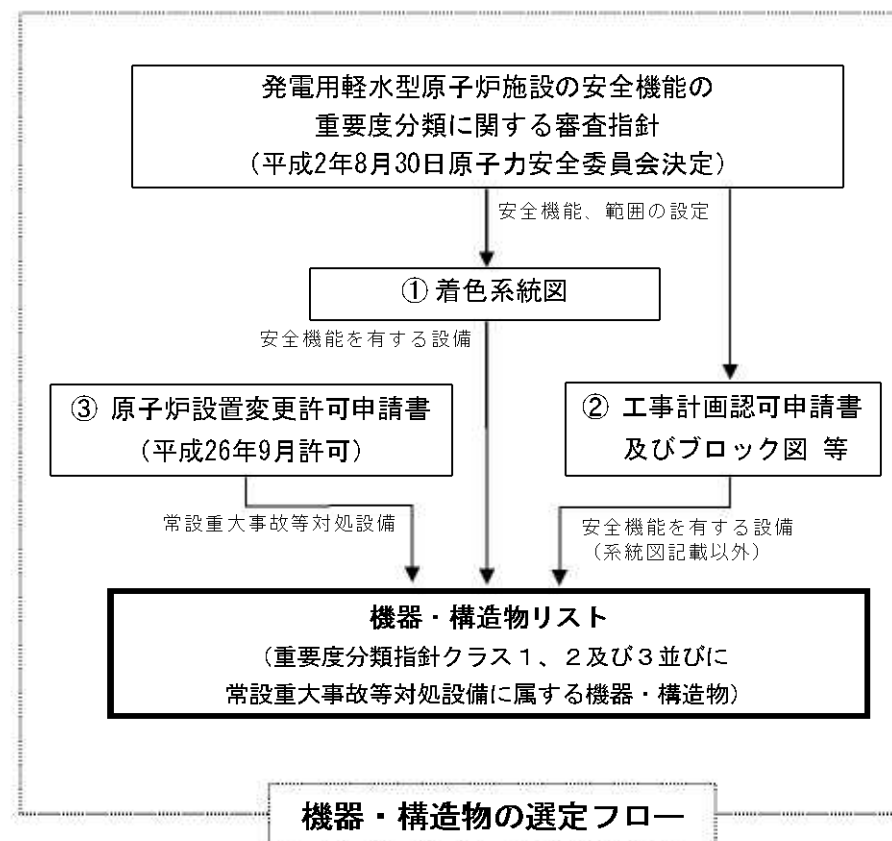 発電用軽水型原子炉施設の安全機能の
重要度分類に関する審査指針
（平成2年8月30日原子力安全委員会決定）
安全機能、範囲の設定
① 着色系統図
安全機能を有する設備
③ 原子炉設置変更許可申請書
（平成26年9月許可）
② 工事計画認可申請書
及びブロック図 等
常設重大事故等対処設備
安全機能を有する設備
（系統図記載以外）
機器・構造物リスト
（重要度分類指針クラス１、２及び３並びに
常設重大事故等対処設備に属する機器・構造物）
機器・構造物の選定フロー